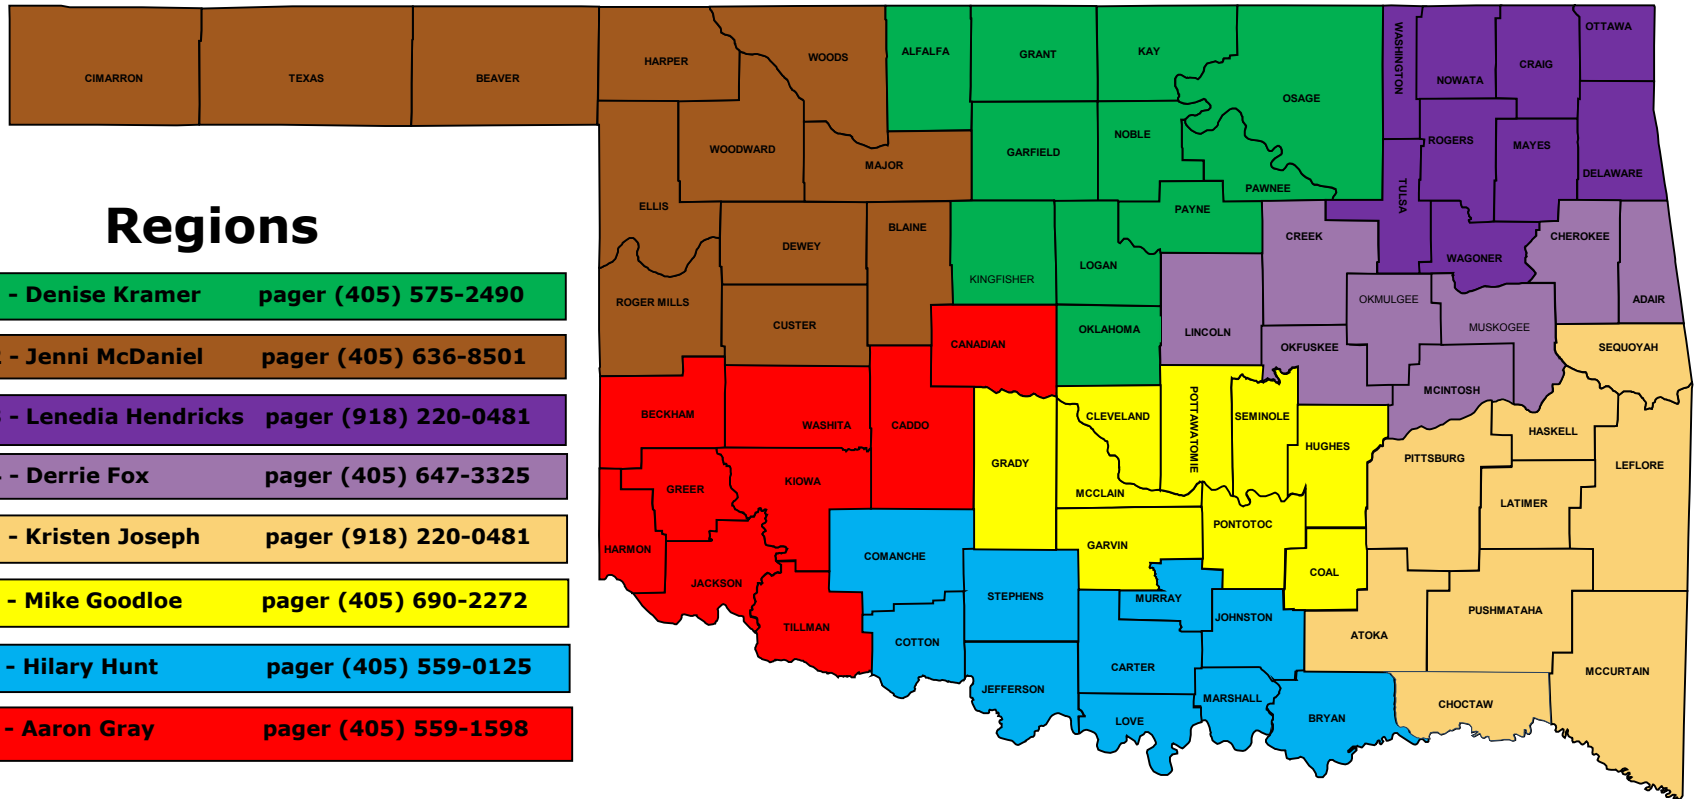 Regions
- Denise Kramer pager (405) 575-2490
- Jenni McDaniel pager (405) 636-8501
- Lenedia Hendricks pager (918) 220-0481
- Derrie Fox pager (405) 647-3325
- Kristen Joseph pager (918) 220-0481
- Mike Goodloe pager (405) 690-2272
- Hilary Hunt pager (405) 559-0125
- Aaron Gray pager (405) 559-1598
CIMARRON
TEXAS
BEAVER
HARPER
WOODS
ALFALFA
GRANT
KAY
OSAGE
WASHINGTON
NOWATA
CRAIG
OTTAWA
WOODWARD
MAJOR
GARFIELD
NOBLE
PAWNEE
ROGERS
MAYES
DELAWARE
TULSA
ELLIS
DEWEY
BLAINE
KINGFISHER
LOGAN
PAYNE
CREEK
WAGONER
CHEROKEE
ADAIR
ROGER MILLS
CUSTER
CANADIAN
OKLAHOMA
LINCOLN
OKFUSKEE
OKMULGEE
MUSKOGEE
MCINTOSH
SEQUOYAH
BECKHAM
WASHITA
CADDO
GRADY
CLEVELAND
POTTAWATOMIE
SEMINOLE
HUGHES
PITTSBURG
HASKELL
LEFLORE
GREER
KIOWA
MCCLAIN
LATIMER
HARMON
JACKSON
TILLMAN
COMANCHE
COTTON
STEPHENS
GARVIN
PONTOTOC
COAL
MURRAY
JOHNSTON
ATOKA
PUSHMATAHA
JEFFERSON
CARTER
LOVE
MARSHALL
BRYAN
CHOCTAW
MCCURTAIN